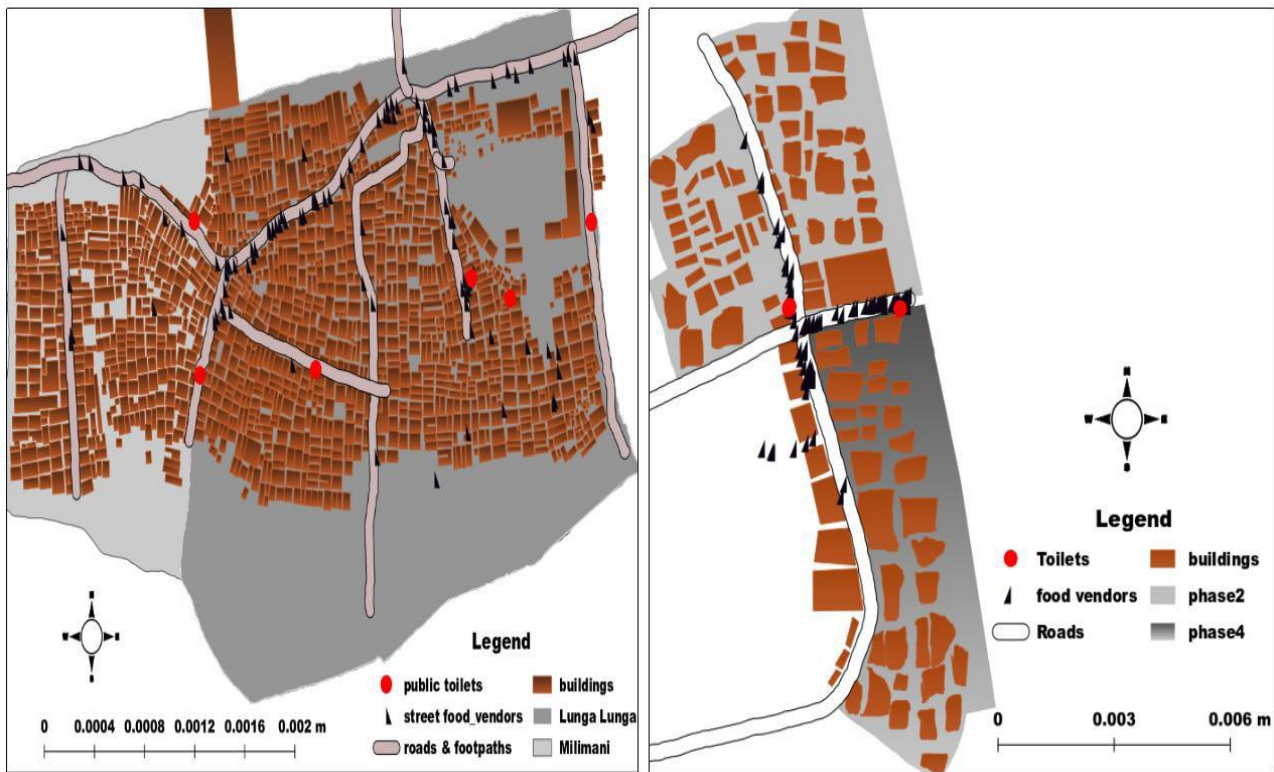 N
W
S
Legend
public toilets
buildings
street food_vendors
Lunga Lunga
roads & footpaths
Milimani
0 0.0004 0.0008 0.0012 0.0016 0.002 m
N
W
S
Legend
Toilets
buildings
food vendors
phase2
Roads
phase4
0 0.003 0.006 m